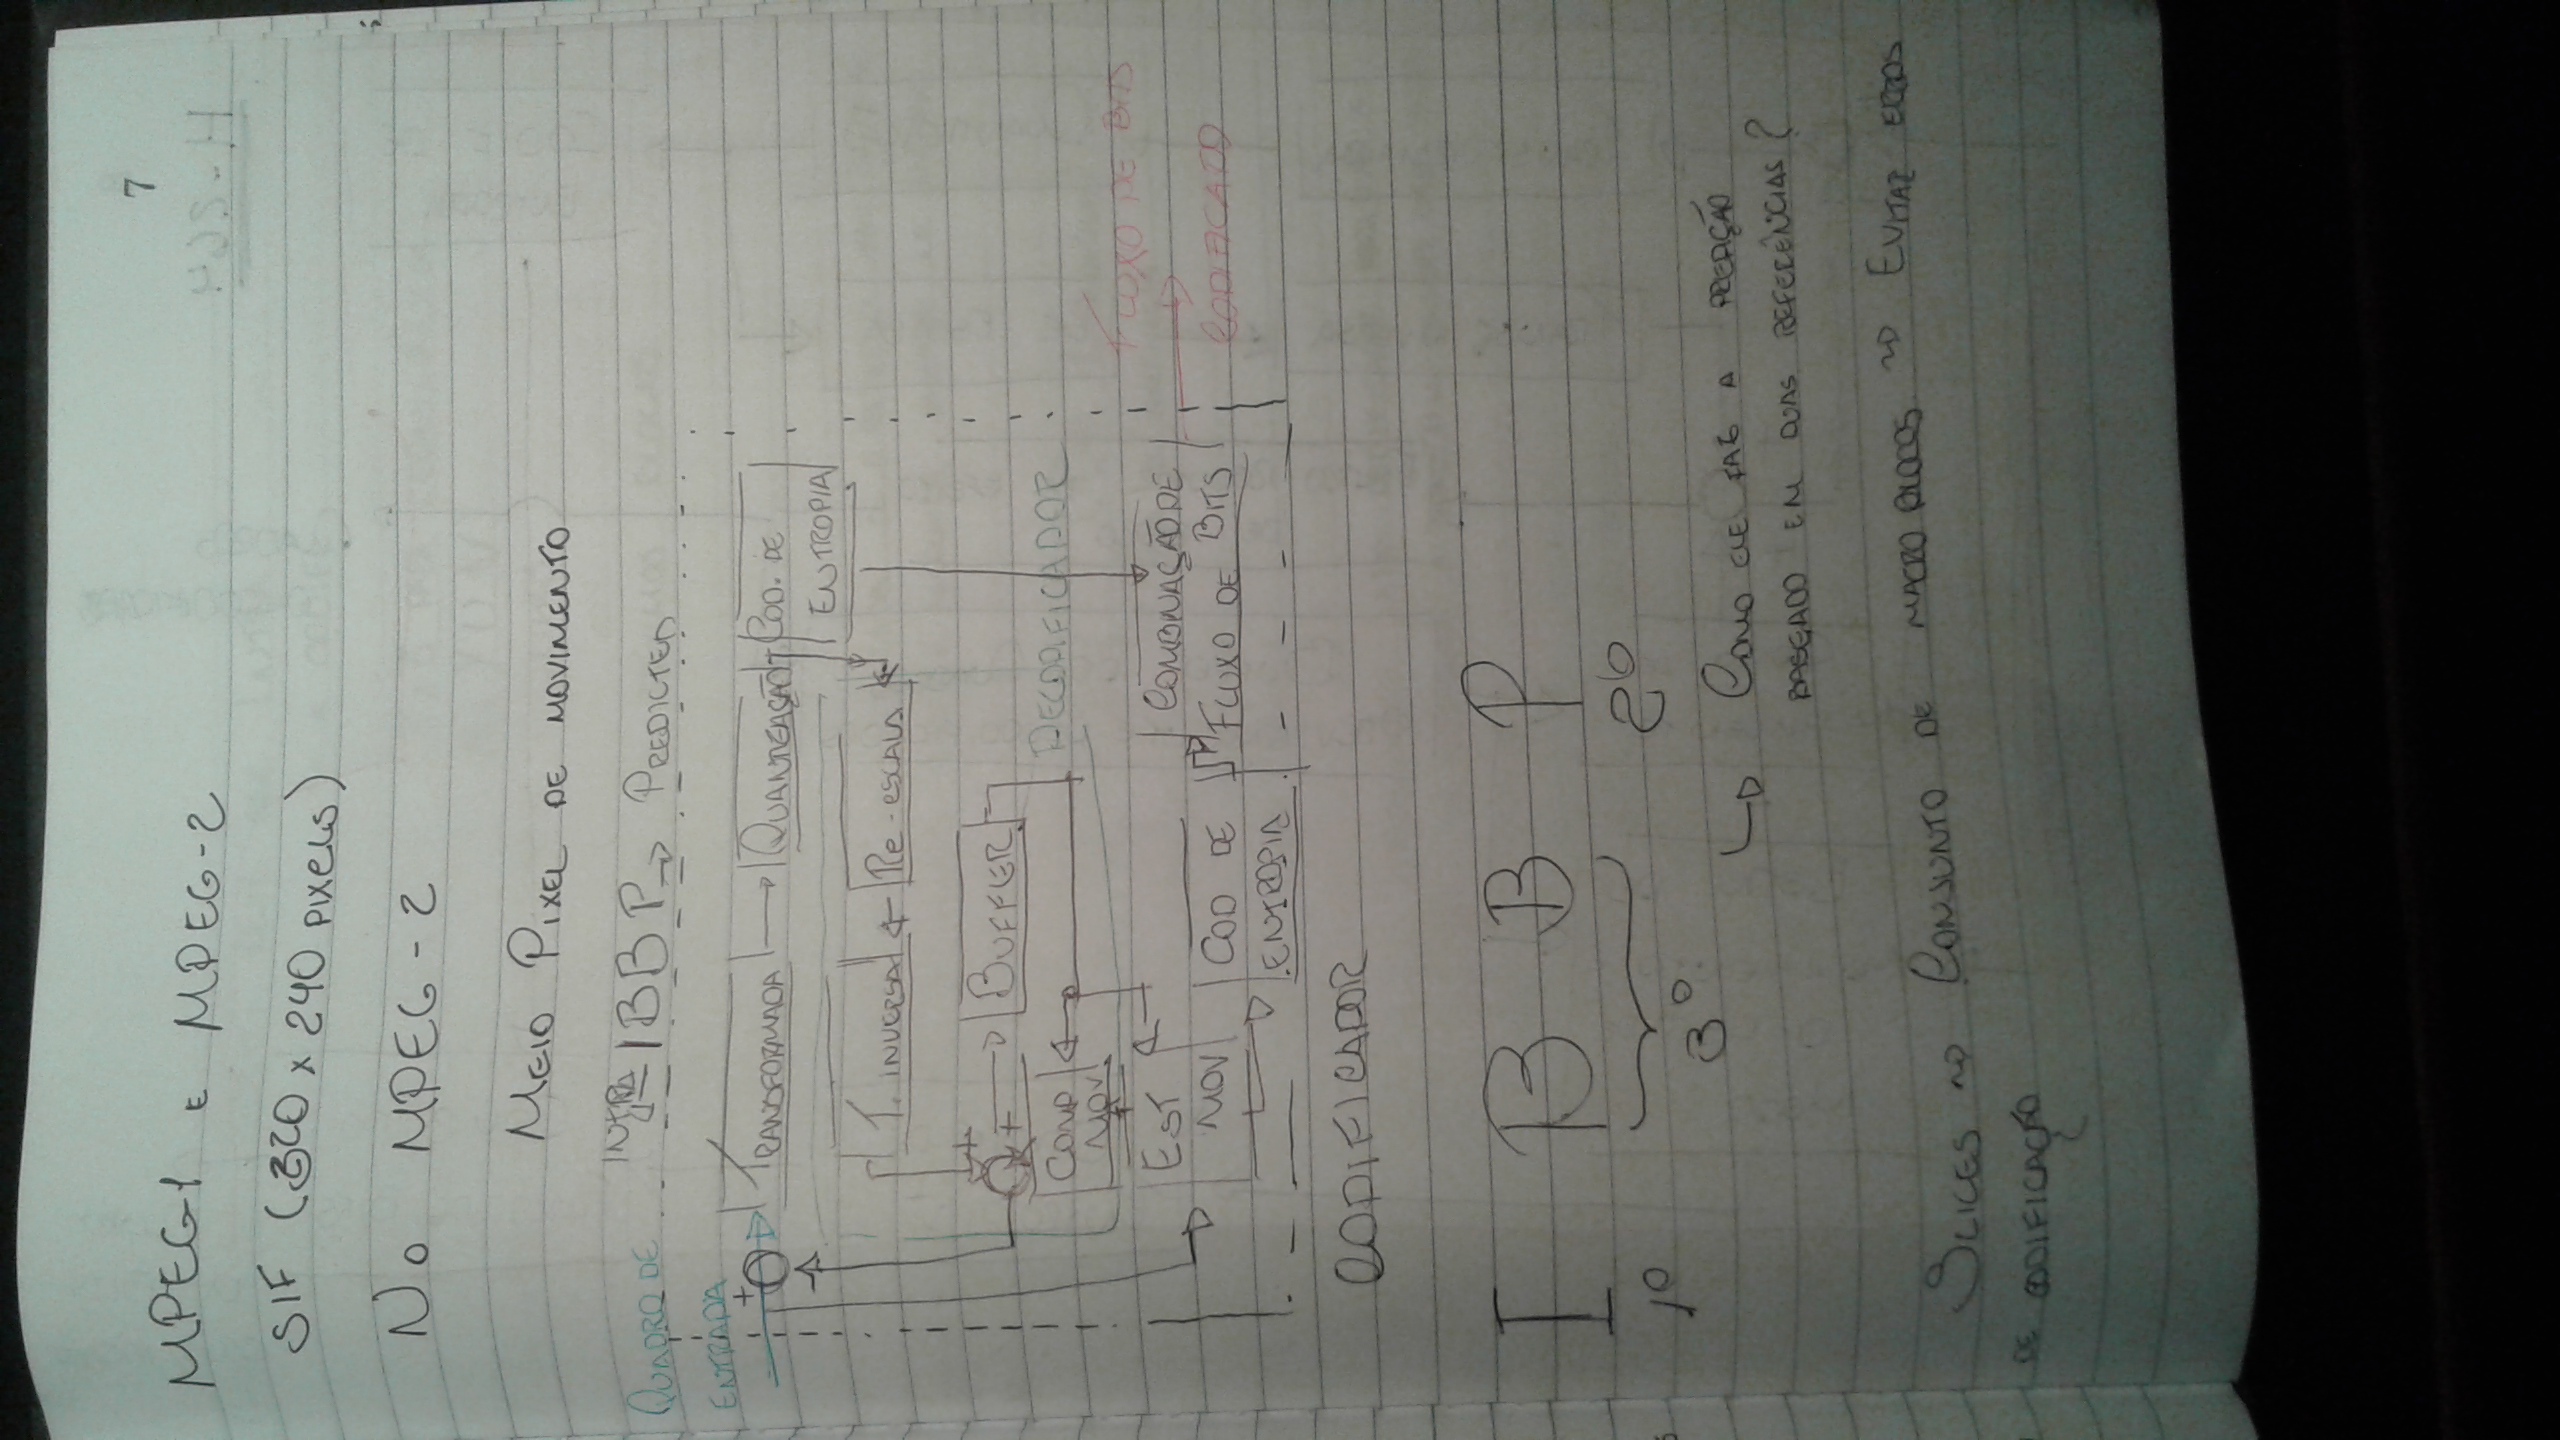 7
MPEG1 E MPEG-2
SIF (320 x 240 PIXELS)
No MPEG-2
MEIO PIXEL DE MOVIMENTO
INTRA IBBP PREDICTED
QUADRO DE
ENTRADA
+
TRANSFORMADA
QUANTIZAÇÃO
COD. DE
ENTROPIA
T. INVERSA
RE-ESCALA
+
+
BUFFER
COMP
MOV
DECODIFICADOR
EST
MOV
COD DE
ENTROPIA
COMBINAÇÃO DE
FLUXO DE BITS
FLUXO DE BITS
CODIFICADO
CODIFICADOR
I B B P
1º 3º 2º
COMO ELE FAZ A PREDIÇÃO
BASEADO EM DUAS REFERÊNCIAS?
SLICES CONJUNTO DE MACROBLOCOS EVITAR ERROS
DE CODIFICAÇÃO